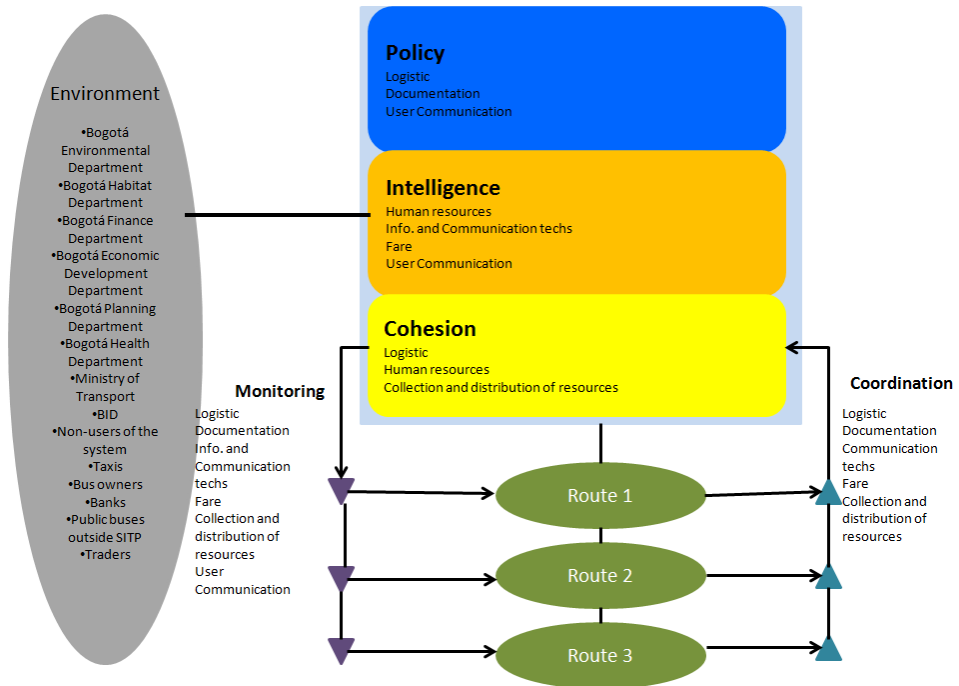 Environment
•Bogotá
Environmental
Department
•Bogotá Habitat
Department
•Bogotá Finance
Department
•Bogotá Economic
Development
Department
•Bogotá Planning
Department
•Bogotá Health
Department
•Ministry of
Transport
•BID
•Non-users of the
system
•Taxis
•Bus owners
•Banks
•Public buses
outside SITP
•Traders
Policy
Logistic
Documentation
User Communication
Intelligence
Human resources
Info. and Communication techs
Fare
User Communication
Cohesion
Logistic
Human resources
Collection and distribution of resources
Monitoring
Logistic
Documentation
Info. and
Communication
techs
Fare
Collection and
distribution of
resources
User
Communication
Route 1
Route 2
Route 3
Coordination
Logistic
Documentation
Communication
techs
Fare
Collection and
distribution of
resources